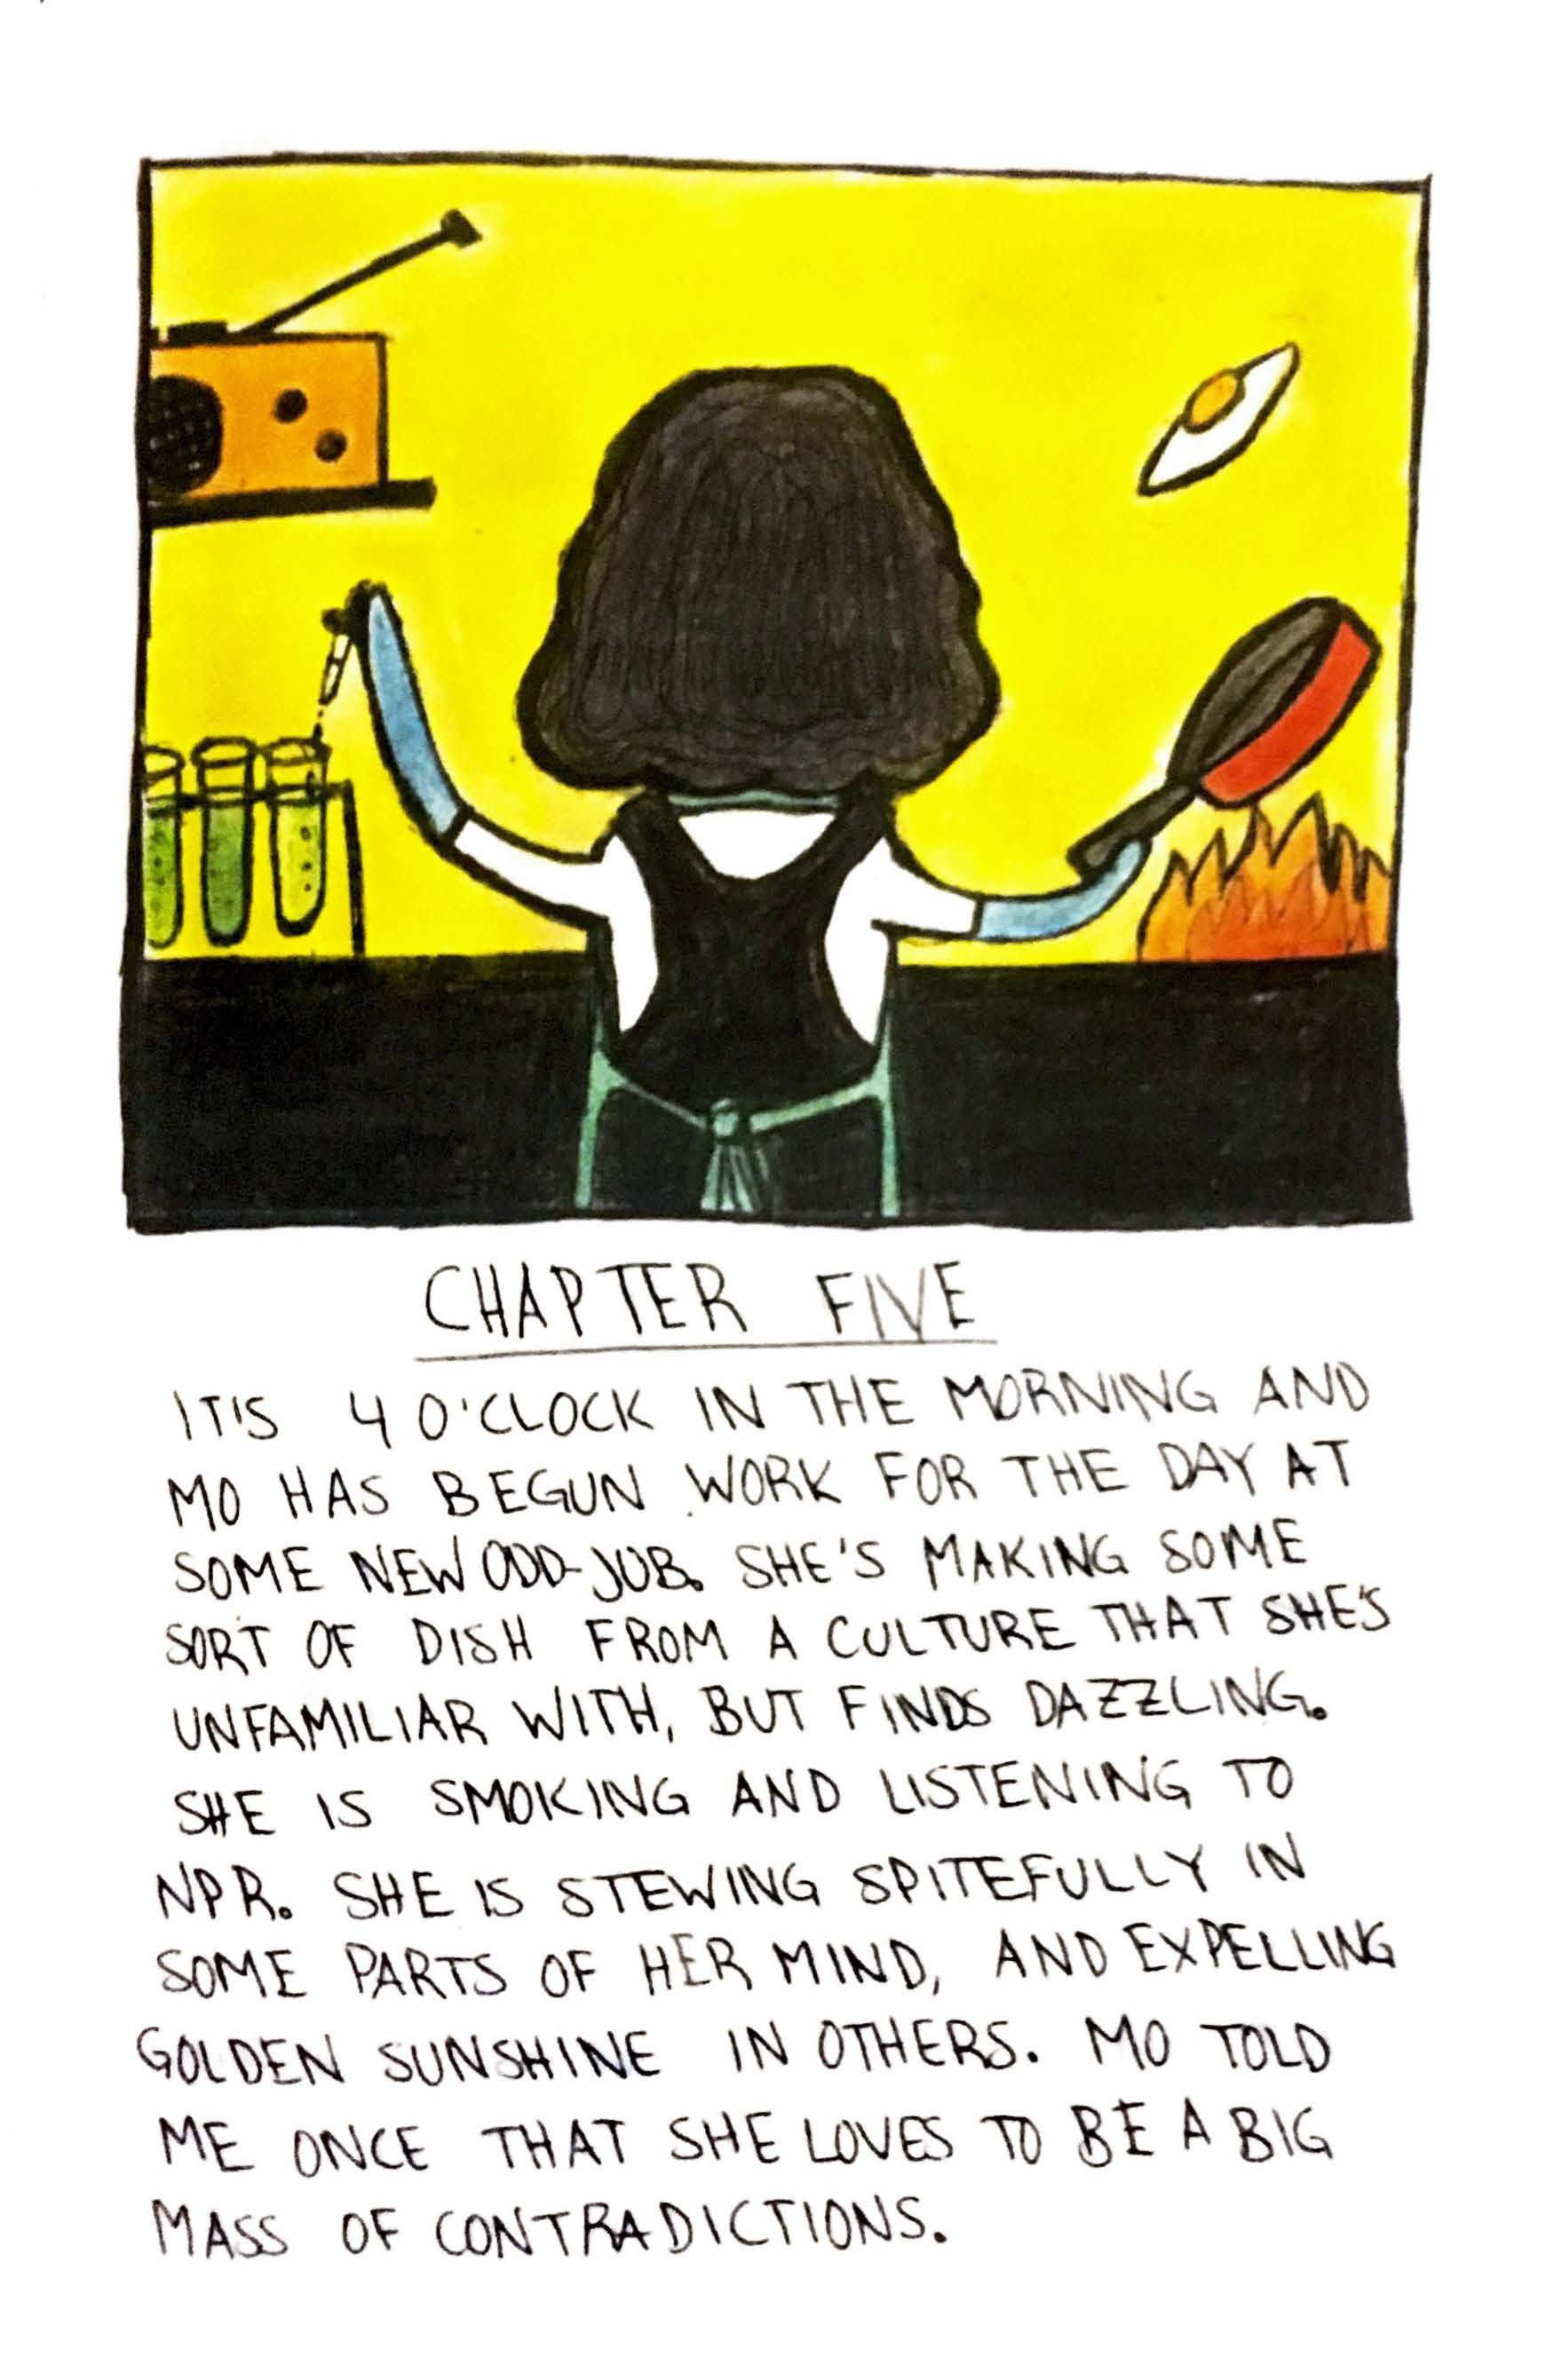 CHAPTER FIVE
IT'S 4 O'CLOCK IN THE MORNING AND
MO HAS BEGUN WORK FOR THE DAY AT
SOME NEW ODD-JOB. SHE'S MAKING SOME
SORT OF DISH FROM A CULTURE THAT SHE'S
UNFAMILIAR WITH, BUT FINDS DAZZLING.
SHE IS SMOKING AND LISTENING TO
NPR. SHE IS STEWING SPITEFULLY IN
SOME PARTS OF HER MIND, AND EXPELLING
GOLDEN SUNSHINE IN OTHERS. MO TOLD
ME ONCE THAT SHE LOVES TO BE A BIG
MASS OF CONTRADICTIONS.